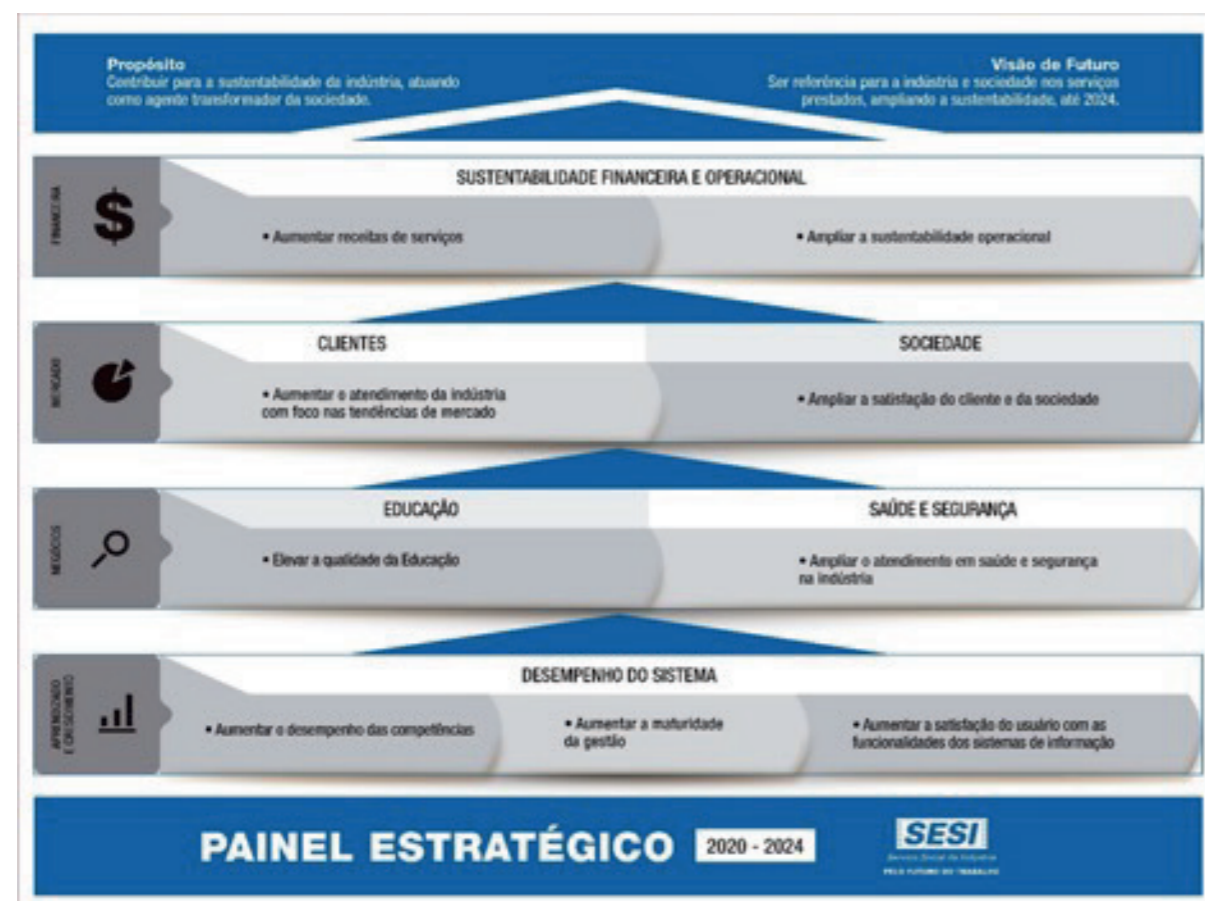 Propósito
Contribuir para a sustentabilidade da indústria, atuando
como agente transformador da sociedade.
Visão de Futuro
Ser referência para a indústria e sociedade nos serviços
prestados, ampliando a sustentabilidade, até 2024.
FINANCEIRA
$
SUSTENTABILIDADE FINANCEIRA E OPERACIONAL
• Aumentar receitas de serviços
• Ampliar a sustentabilidade operacional
MERCADO
CLIENTES
• Aumentar o atendimento da indústria
com foco nas tendências de mercado
SOCIEDADE
• Ampliar a satisfação do cliente e da sociedade
NEGÓCIOS
EDUCAÇÃO
• Elevar a qualidade da Educação
SAÚDE E SEGURANÇA
• Ampliar o atendimento em saúde e segurança
na indústria
APRENDIZADO
E CRESCIMENTO
DESEMPENHO DO SISTEMA
• Aumentar o desempenho das competências
• Aumentar a maturidade
da gestão
• Aumentar a satisfação do usuário com as
funcionalidades dos sistemas de informação
PAINEL ESTRATÉGICO
2020 - 2024
SESI
Serviço Social da Indústria
PELO FUTURO DO TRABALHO